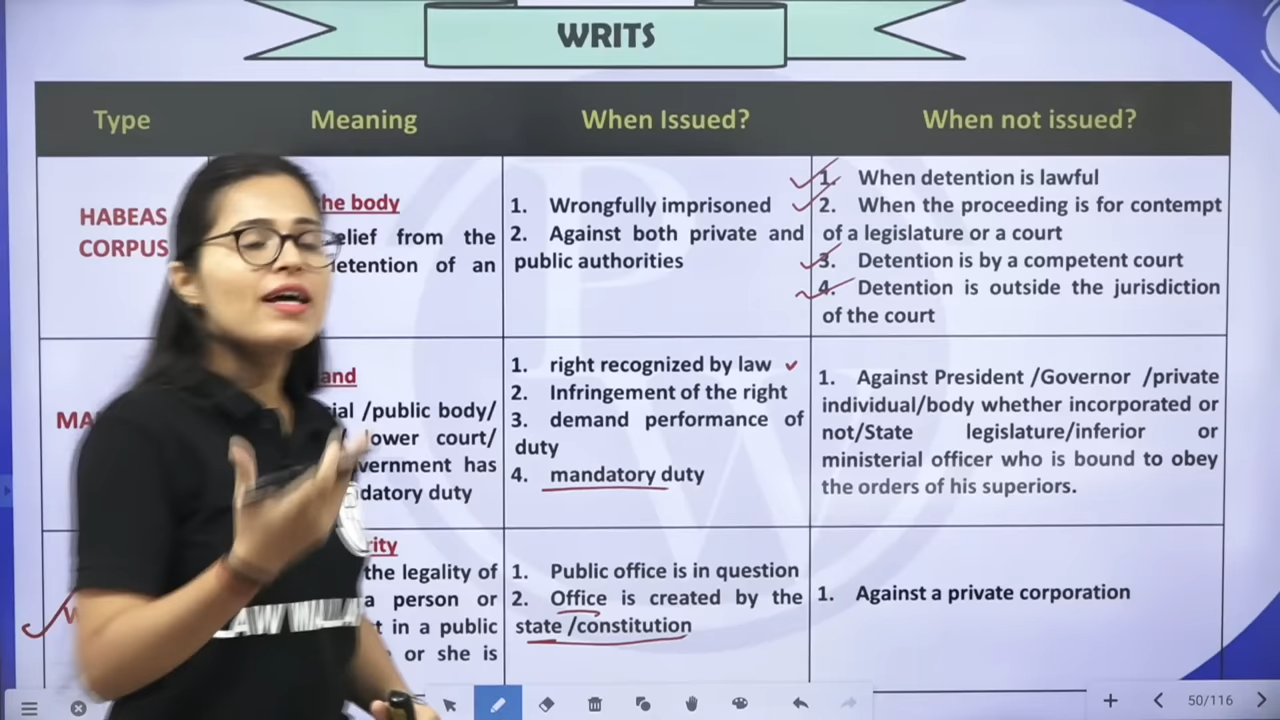 WRITS
Type Meaning When Issued? When not issued?
HABEAS
CORPUS
he body
elief from the
etention of an
1. Wrongfully imprisoned
2. Against both private and
public authorities
1. When detention is lawful
2. When the proceeding is for contempt
of a legislature or a court
3. Detention is by a competent court
4. Detention is outside the jurisdiction
of the court
MA
and
ial /public body/
lower court/
vernment has
datory duty
1. right recognized by law
2. Infringement of the right
3. demand performance of
duty
4. mandatory duty
1. Against President /Governor /private
individual/body whether incorporated or
not/State legislature/inferior or
ministerial officer who is bound to obey
the orders of his superiors.
rity
the legality of
a person or
t in a public
or she is
1. Public office is in question
2. Office is created by the
state /constitution
1. Against a private corporation
LAW WALLA
50/116